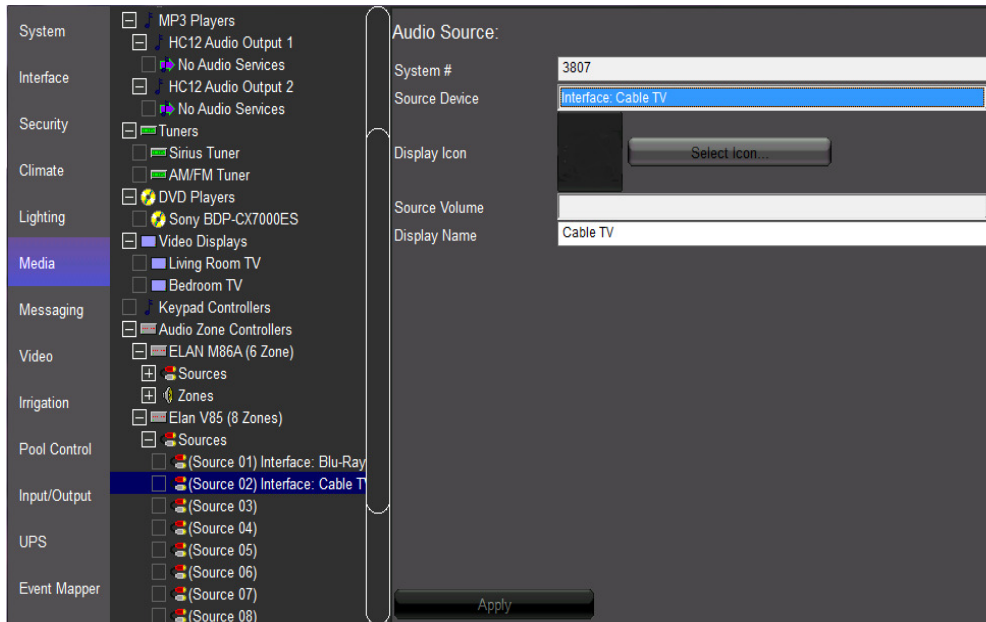 System
Interface
Security
Climate
Lighting
Media
Messaging
Video
Irrigation
Pool Control
Input/Output
UPS
Event Mapper
MP3 Players
HC12 Audio Output 1
No Audio Services
HC12 Audio Output 2
No Audio Services
Tuners
Sirius Tuner
AM/FM Tuner
DVD Players
Sony BDP-CX7000ES
Video Displays
Living Room TV
Bedroom TV
Keypad Controllers
Audio Zone Controllers
ELAN M86A (6 Zone)
Sources
Zones
Elan V85 (8 Zones)
Sources
(Source 01) Interface: Blu-Ray
(Source 02) Interface: Cable TV
(Source 03)
(Source 04)
(Source 05)
(Source 06)
(Source 07)
(Source 08)
Audio Source:
System # 3807
Source Device Interface: Cable TV
Display Icon Select Icon...
Source Volume
Display Name Cable TV
Apply